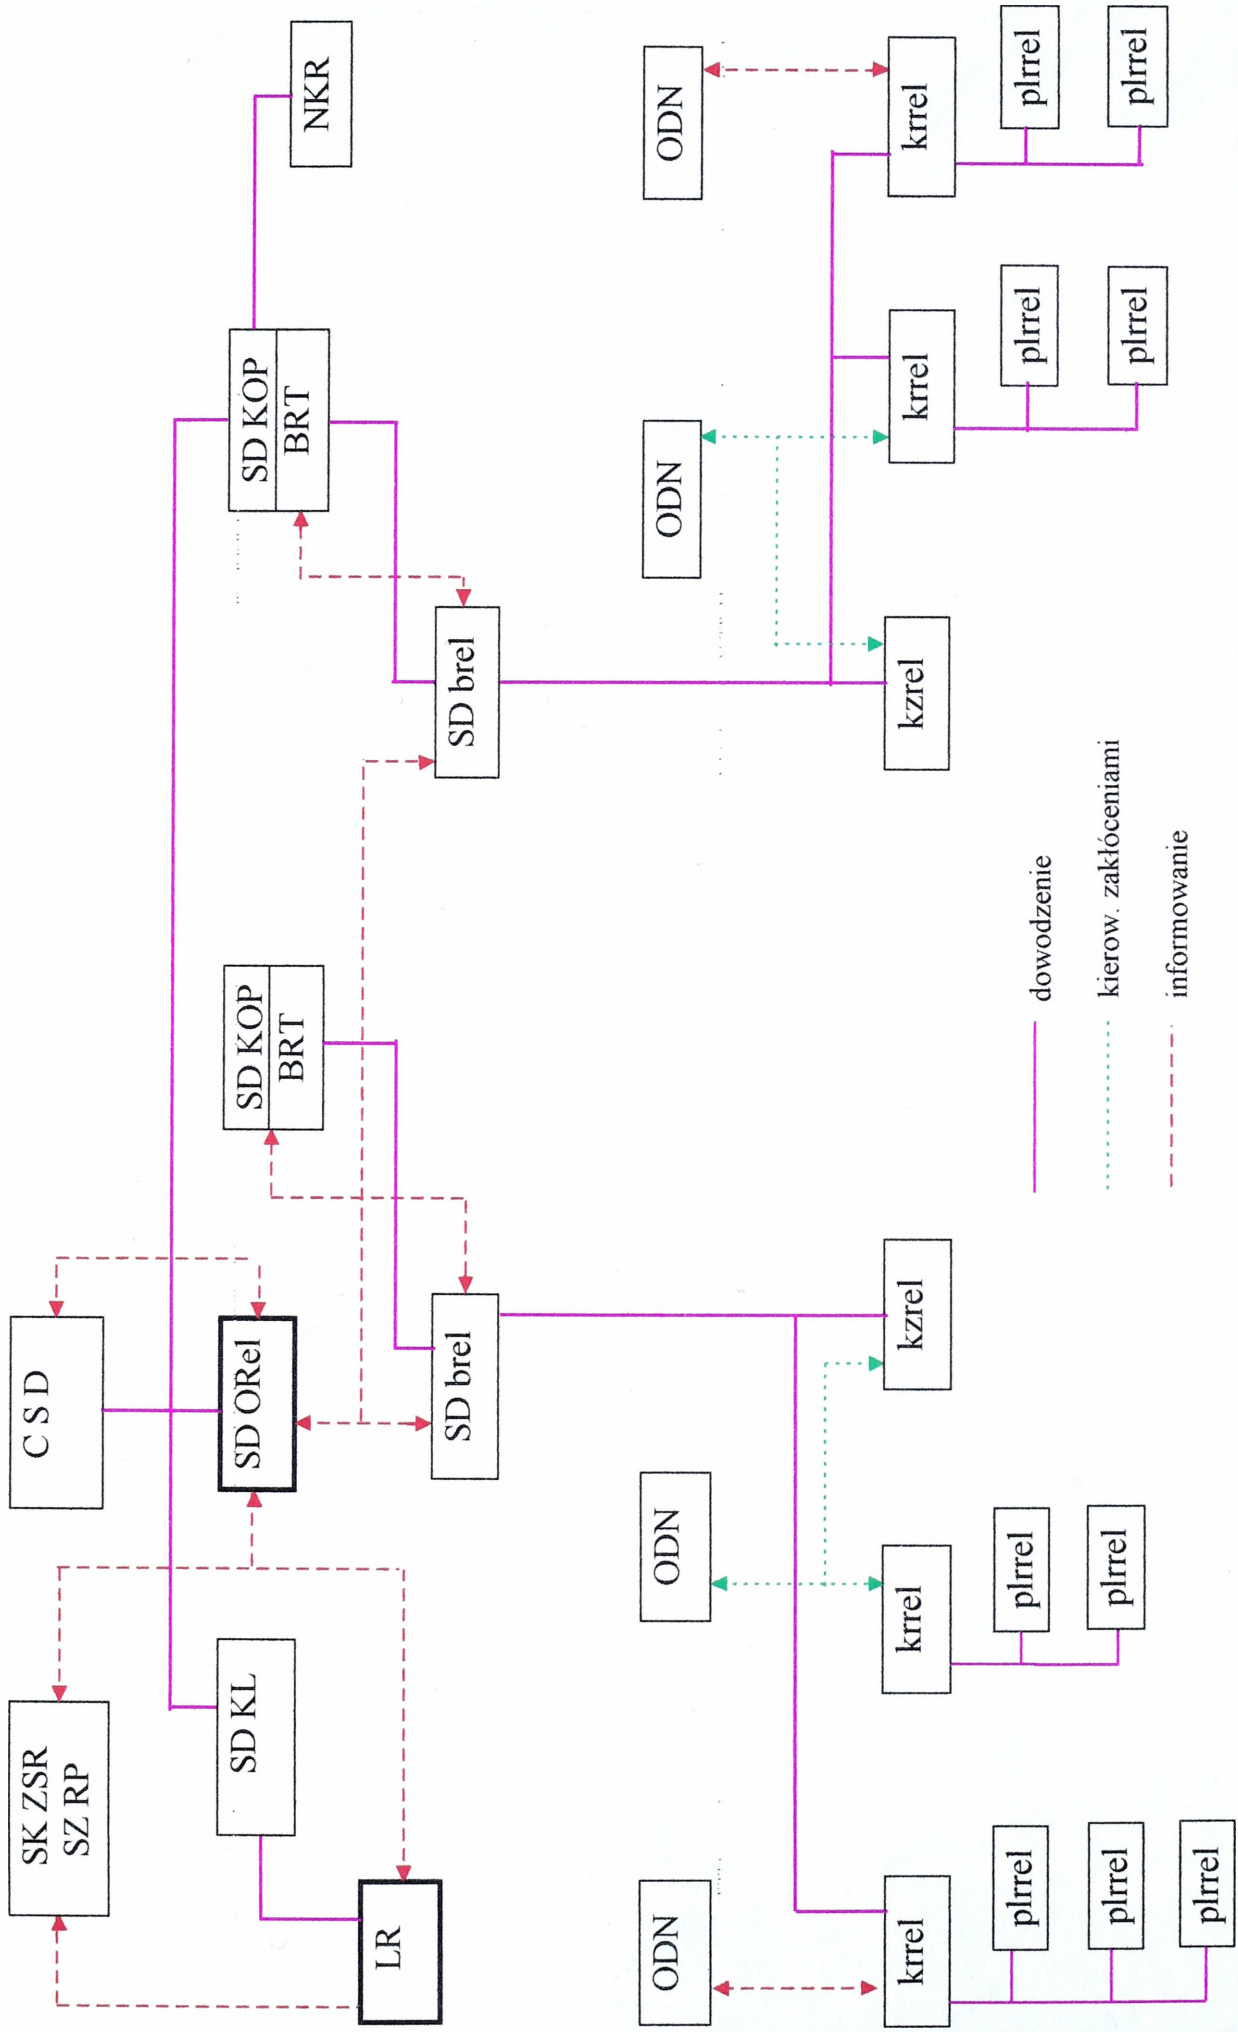 SK ZSR
SZ RP
C S D
SD KL
SD ORel
SD KOP
BRT
SD KOP
BRT
NKR
LR
SD brel
SD brel
ODN
ODN
ODN
ODN
krrel
krrel
kzrel
kzrel
krrel
krrel
plrrel
plrrel
plrrel
plrrel
plrrel
plrrel
plrrel
plrrel
plrrel
dowodzenie
kierow. zakłóceniami
informowanie